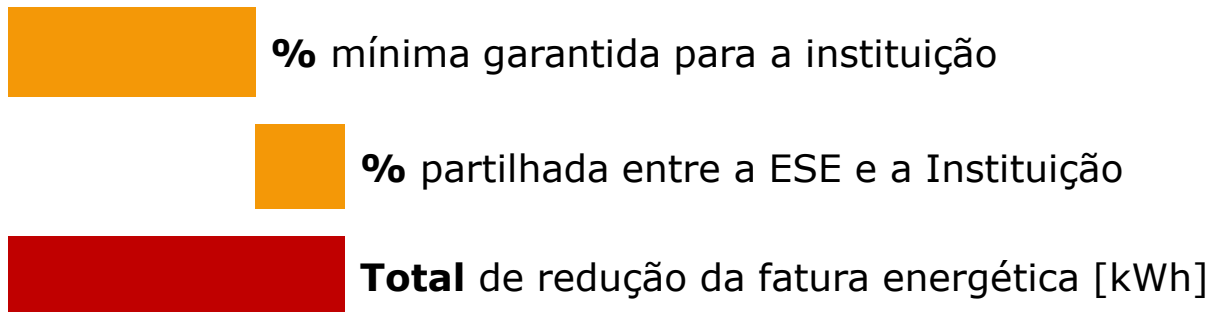 % mínima garantida para a instituição
% partilhada entre a ESE e a Instituição
Total de redução da fatura energética [kWh]